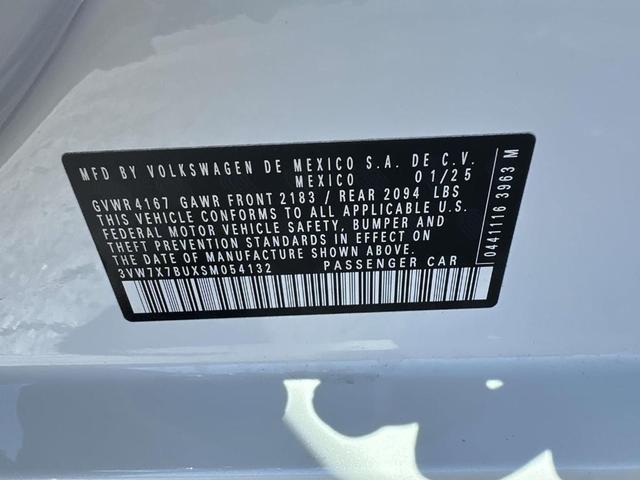 MFD BY VOLKSWAGEN DE MEXICO S.A. DE C.V.
MEXICO 01/25
GVWR 4167 GAWR FRONT 2183 / REAR 2094 LBS
THIS VEHICLE CONFORMS TO ALL APPLICABLE U.S.
FEDERAL MOTOR VEHICLE SAFETY, BUMPER AND
THEFT PREVENTION STANDARDS IN EFFECT ON
THE DATE OF MANUFACTURE SHOWN ABOVE.
3VW7X7BUXSM054132 PASSENGER CAR
0441116 3963 M